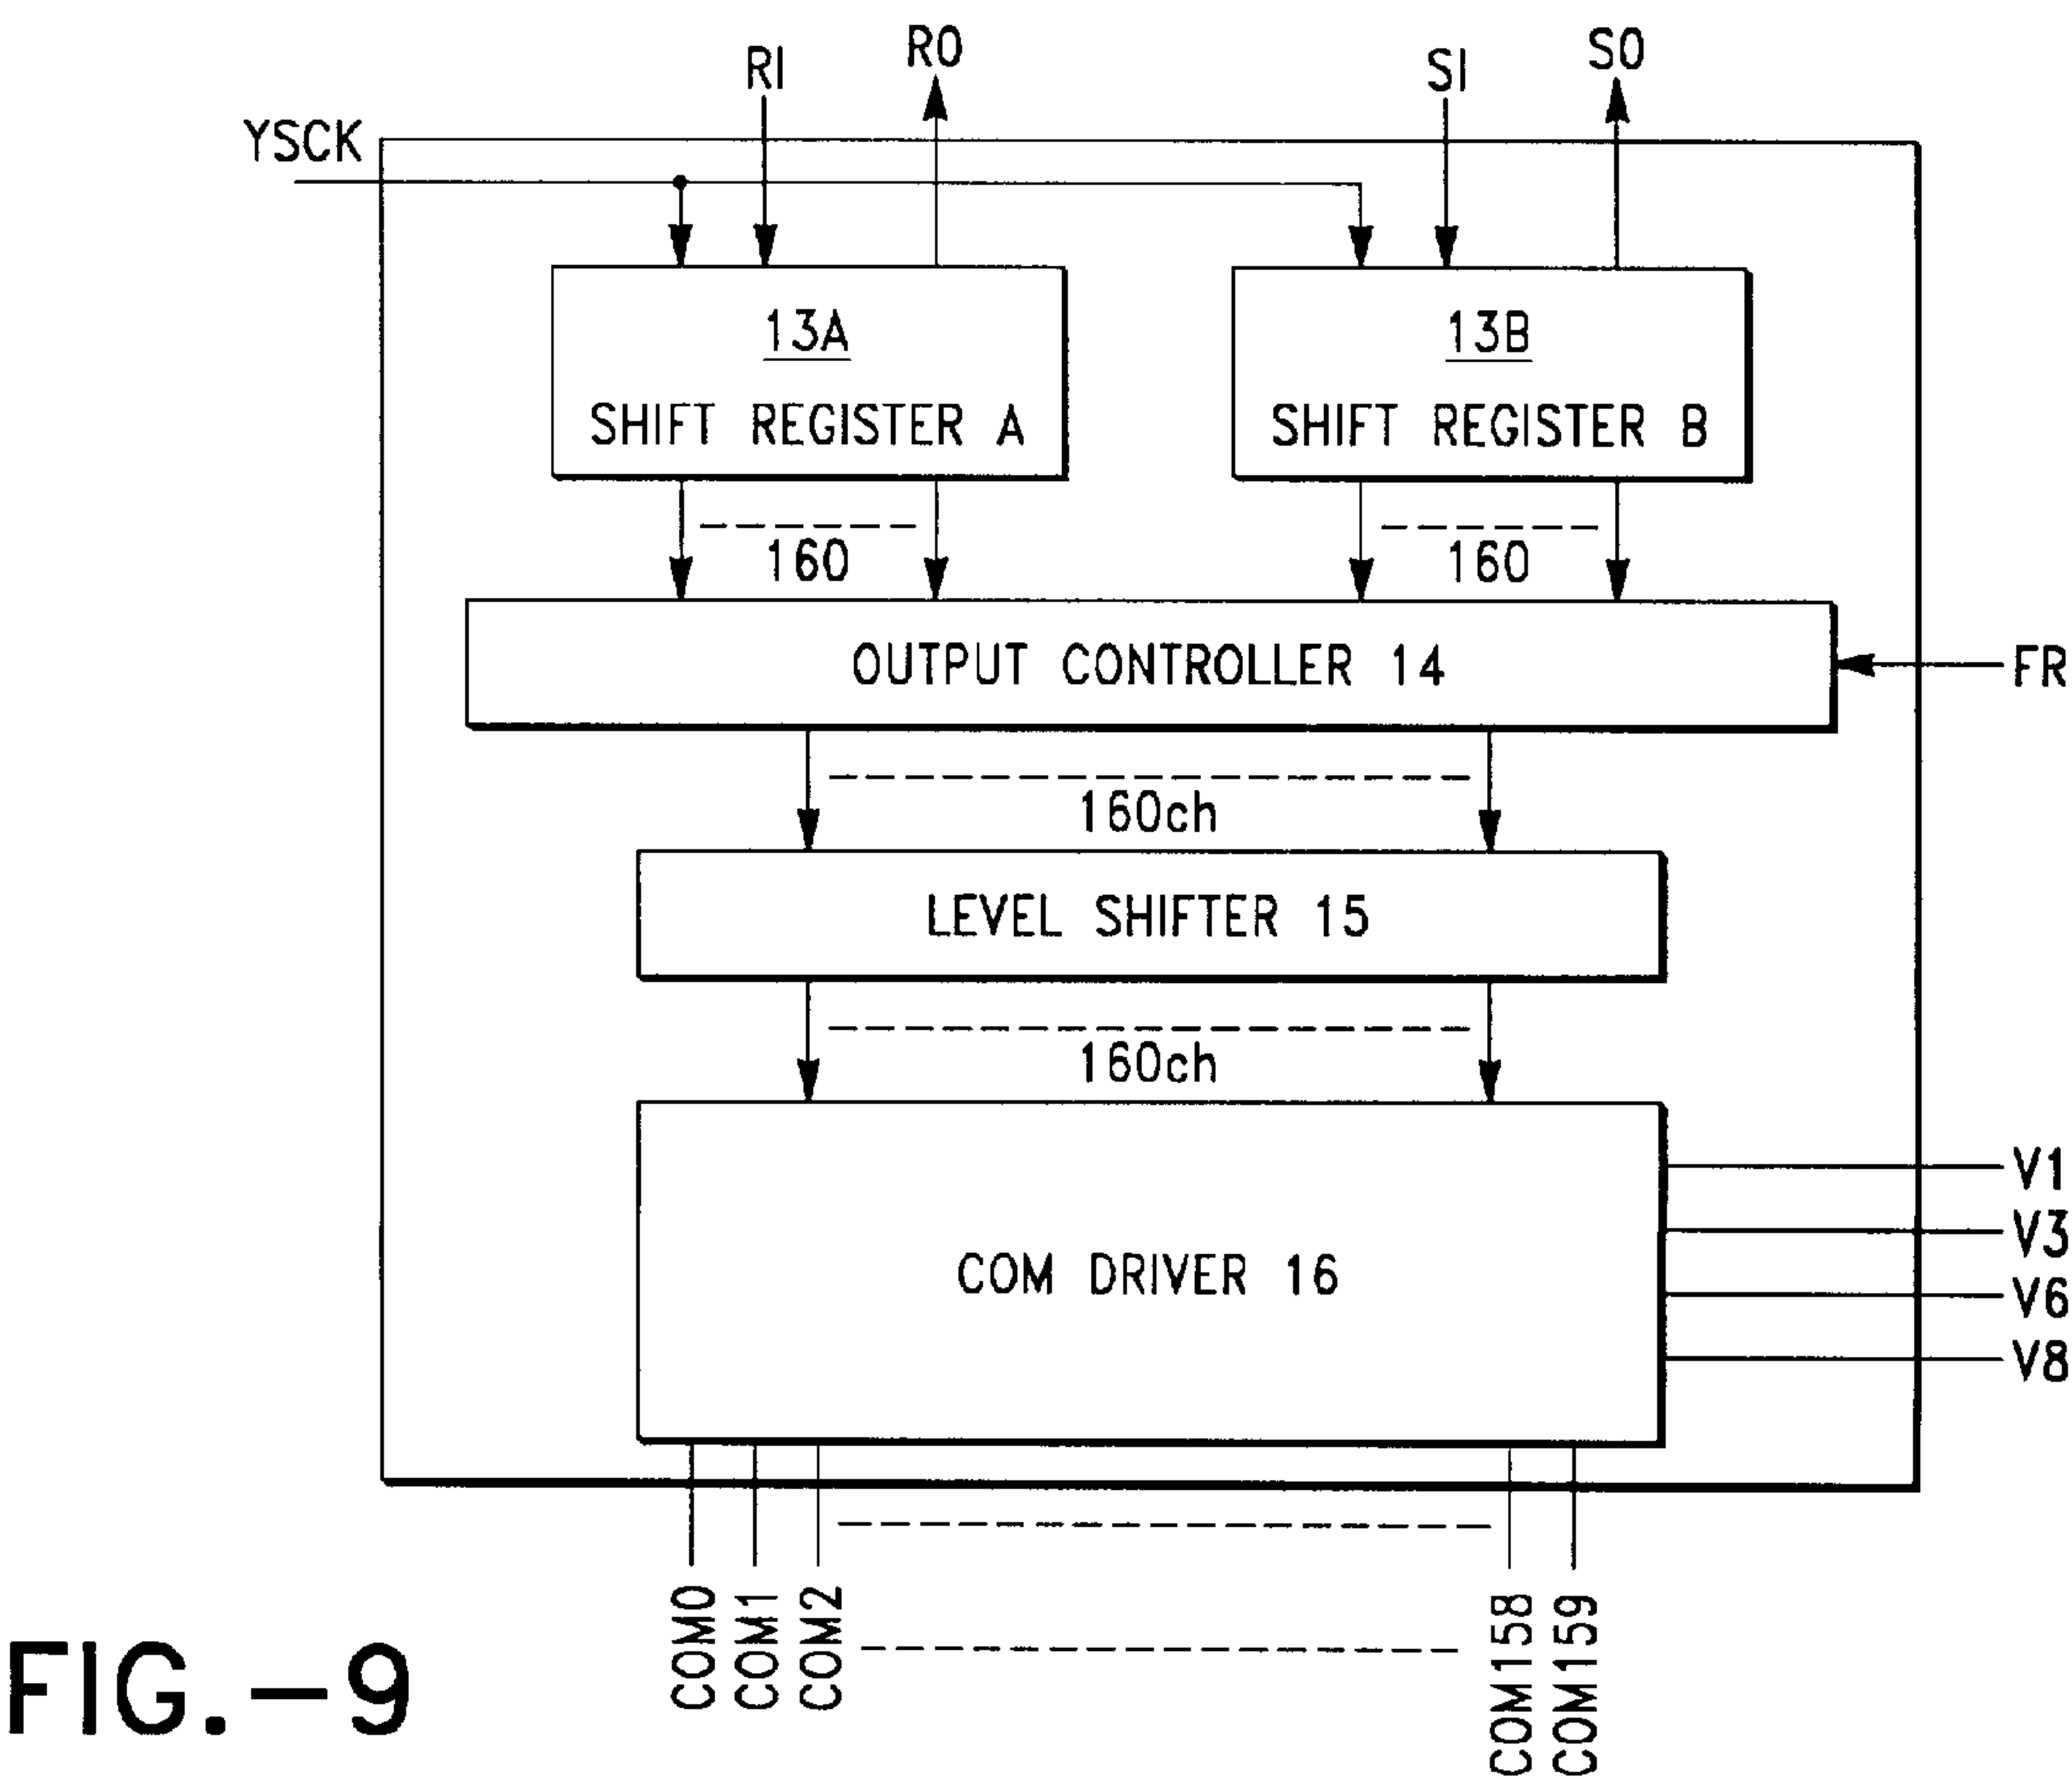 RI
RO
SI
SO
YSCK
13A
SHIFT REGISTER A
13B
SHIFT REGISTER B
160
160
OUTPUT CONTROLLER 14
FR
160ch
LEVEL SHIFTER 15
160ch
COM DRIVER 16
V1
V3
V6
V8
COM0
COM1
COM2
COM158
COM159
FIG.-9